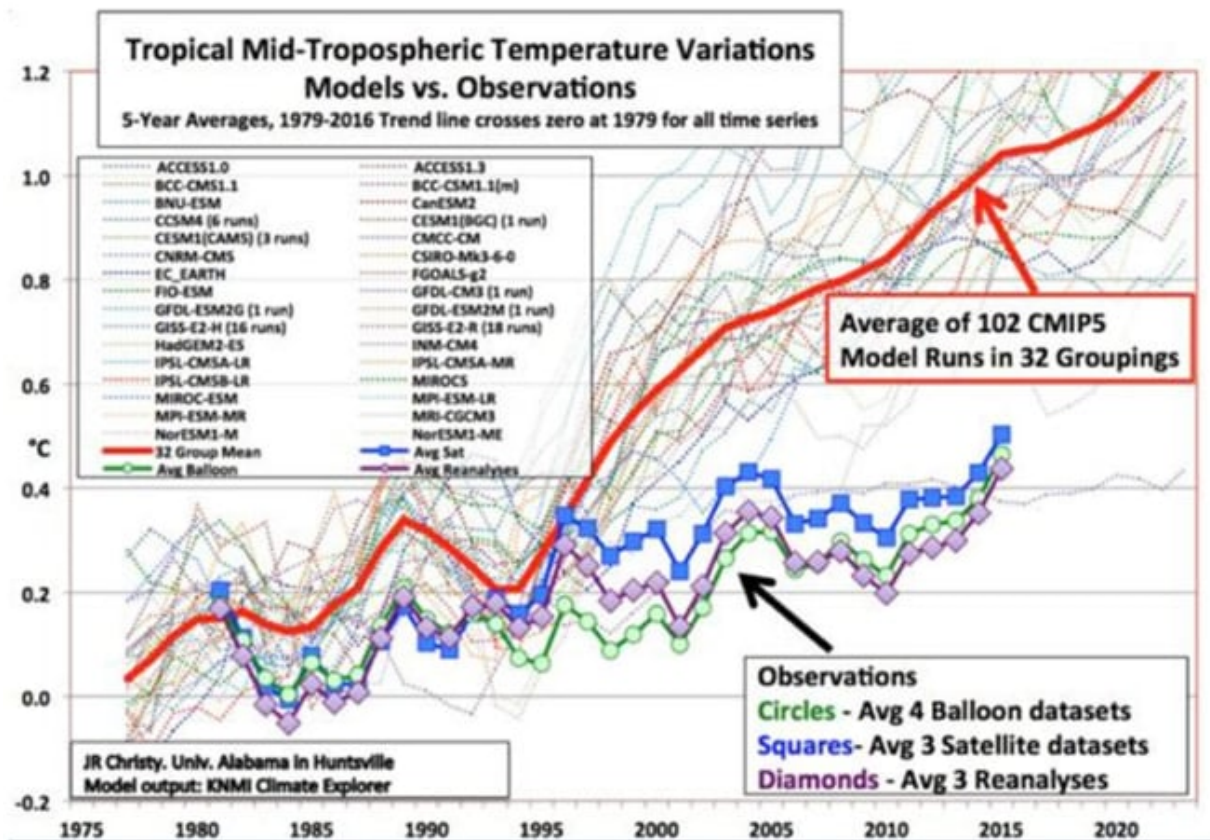 Tropical Mid-Tropospheric Temperature Variations
Models vs. Observations
5-Year Averages, 1979-2016 Trend line crosses zero at 1979 for all time series
1.2
1.0
0.8
0.6
°C
0.4
0.2
0.0
-0.2
ACCESS1.0 ACCESS1.3
BCC-CMS1.1 BCC-CSM1.1(m)
BNU-ESM CanESM2
CCSM4 (6 runs) CESM1(BGC) (1 run)
CESM1(CAM5) (3 runs) CMCC-CM
CNRM-CM5 CSIRO-Mk3-6-0
EC_EARTH FGOALS-g2
FIO-ESM GFDL-CM3 (1 run)
GFDL-ESM2G (1 run) GFDL-ESM2M (1 run)
GISS-E2-H (16 runs) GISS-E2-R (18 runs)
HadGEM2-ES INM-CM4
IPSL-CM5A-LR IPSL-CM5A-MR
IPSL-CM5B-LR MIROC5
MIROC-ESM MPI-ESM-LR
MPI-ESM-MR MRI-CGCM3
NorESM1-M NorESM1-ME
32 Group Mean Avg Sat
Avg Balloon Avg Reanalyses
Average of 102 CMIP5
Model Runs in 32 Groupings
Observations
Circles - Avg 4 Balloon datasets
Squares- Avg 3 Satellite datasets
Diamonds - Avg 3 Reanalyses
JR Christy. Univ. Alabama in Huntsville
Model output: KNMI Climate Explorer
1975 1980 1985 1990 1995 2000 2005 2010 2015 2020